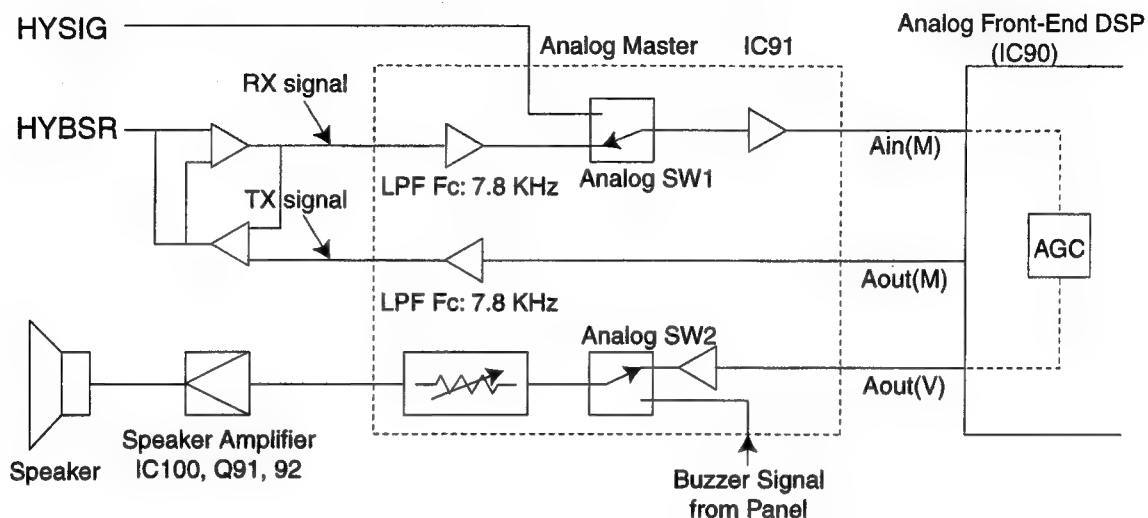 HYSIG
Analog Master
IC91
Analog Front-End DSP
(IC90)
RX signal
HYBSR
Ain(M)
LPF Fc: 7.8 KHz
Analog SW1
TX signal
AGC
Aout(M)
LPF Fc: 7.8 KHz
Analog SW2
Aout(V)
Speaker Amplifier
IC100, Q91, 92
Speaker
Buzzer Signal
from Panel